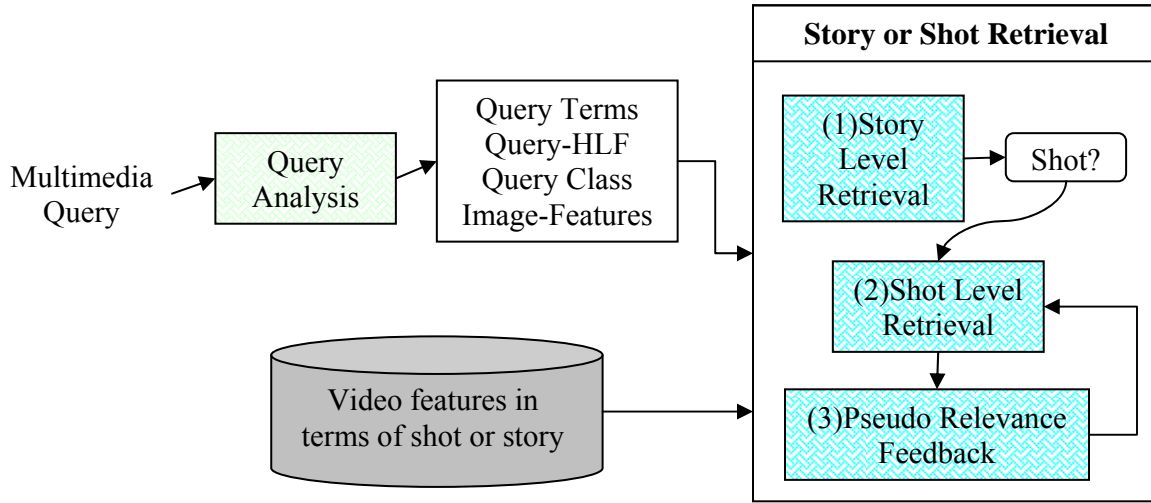 Multimedia
Query
Query
Analysis
Query Terms
Query-HLF
Query Class
Image-Features
Video features in
terms of shot or story
Story or Shot Retrieval
(1)Story
Level
Retrieval
Shot?
(2)Shot Level
Retrieval
(3)Pseudo Relevance
Feedback